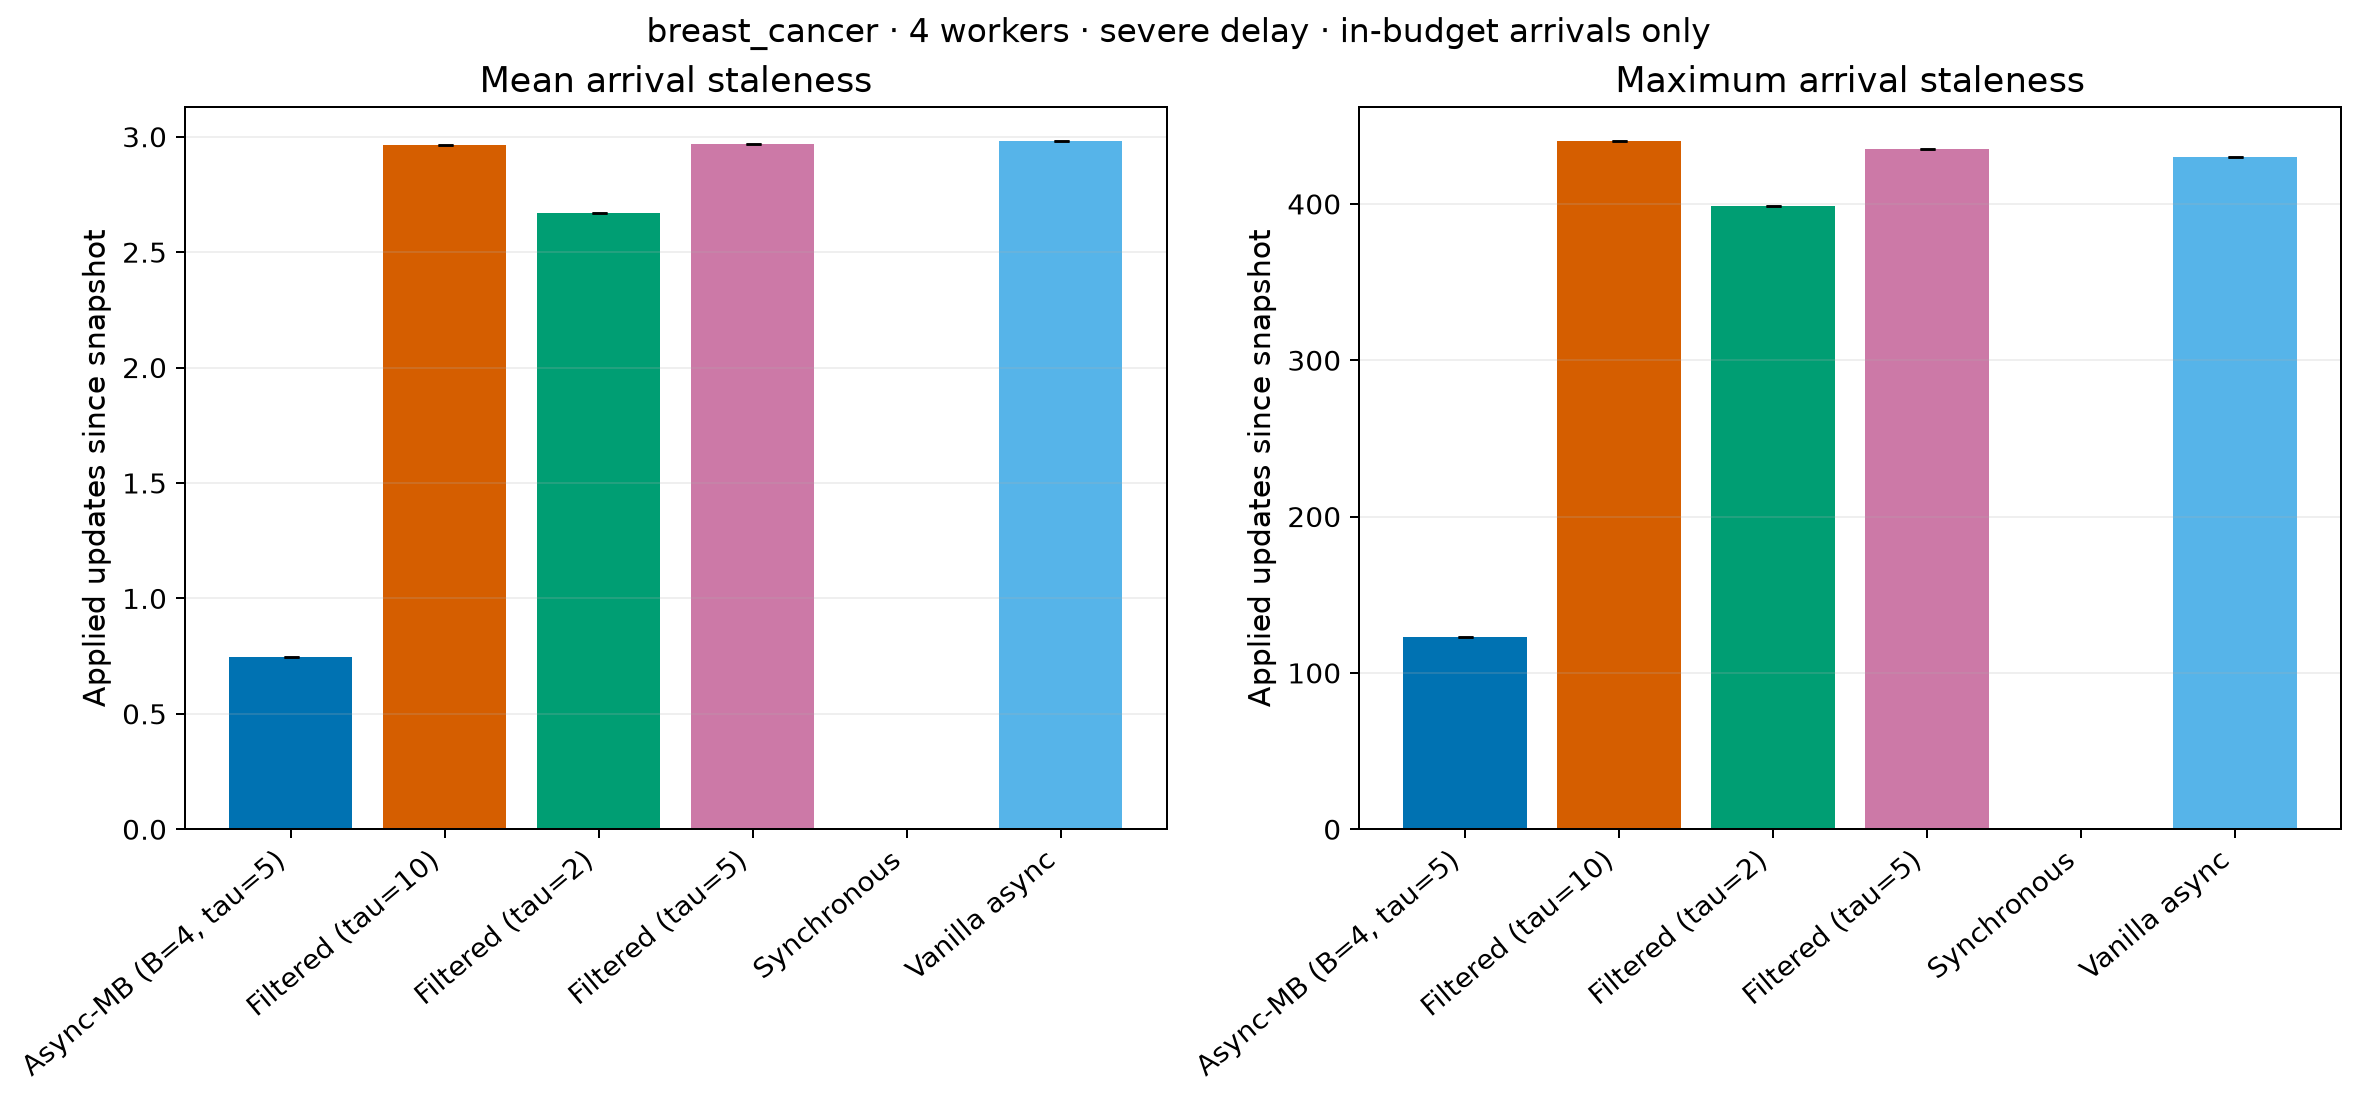 breast_cancer · 4 workers · severe delay · in-budget arrivals only
Mean arrival staleness
Applied updates since snapshot
3.0
2.5
2.0
1.5
1.0
0.5
0.0
Async-MB (B=4, tau=5)
Filtered (tau=10)
Filtered (tau=2)
Filtered (tau=5)
Synchronous
Vanilla async
Maximum arrival staleness
Applied updates since snapshot
400
300
200
100
0
Async-MB (B=4, tau=5)
Filtered (tau=10)
Filtered (tau=2)
Filtered (tau=5)
Synchronous
Vanilla async